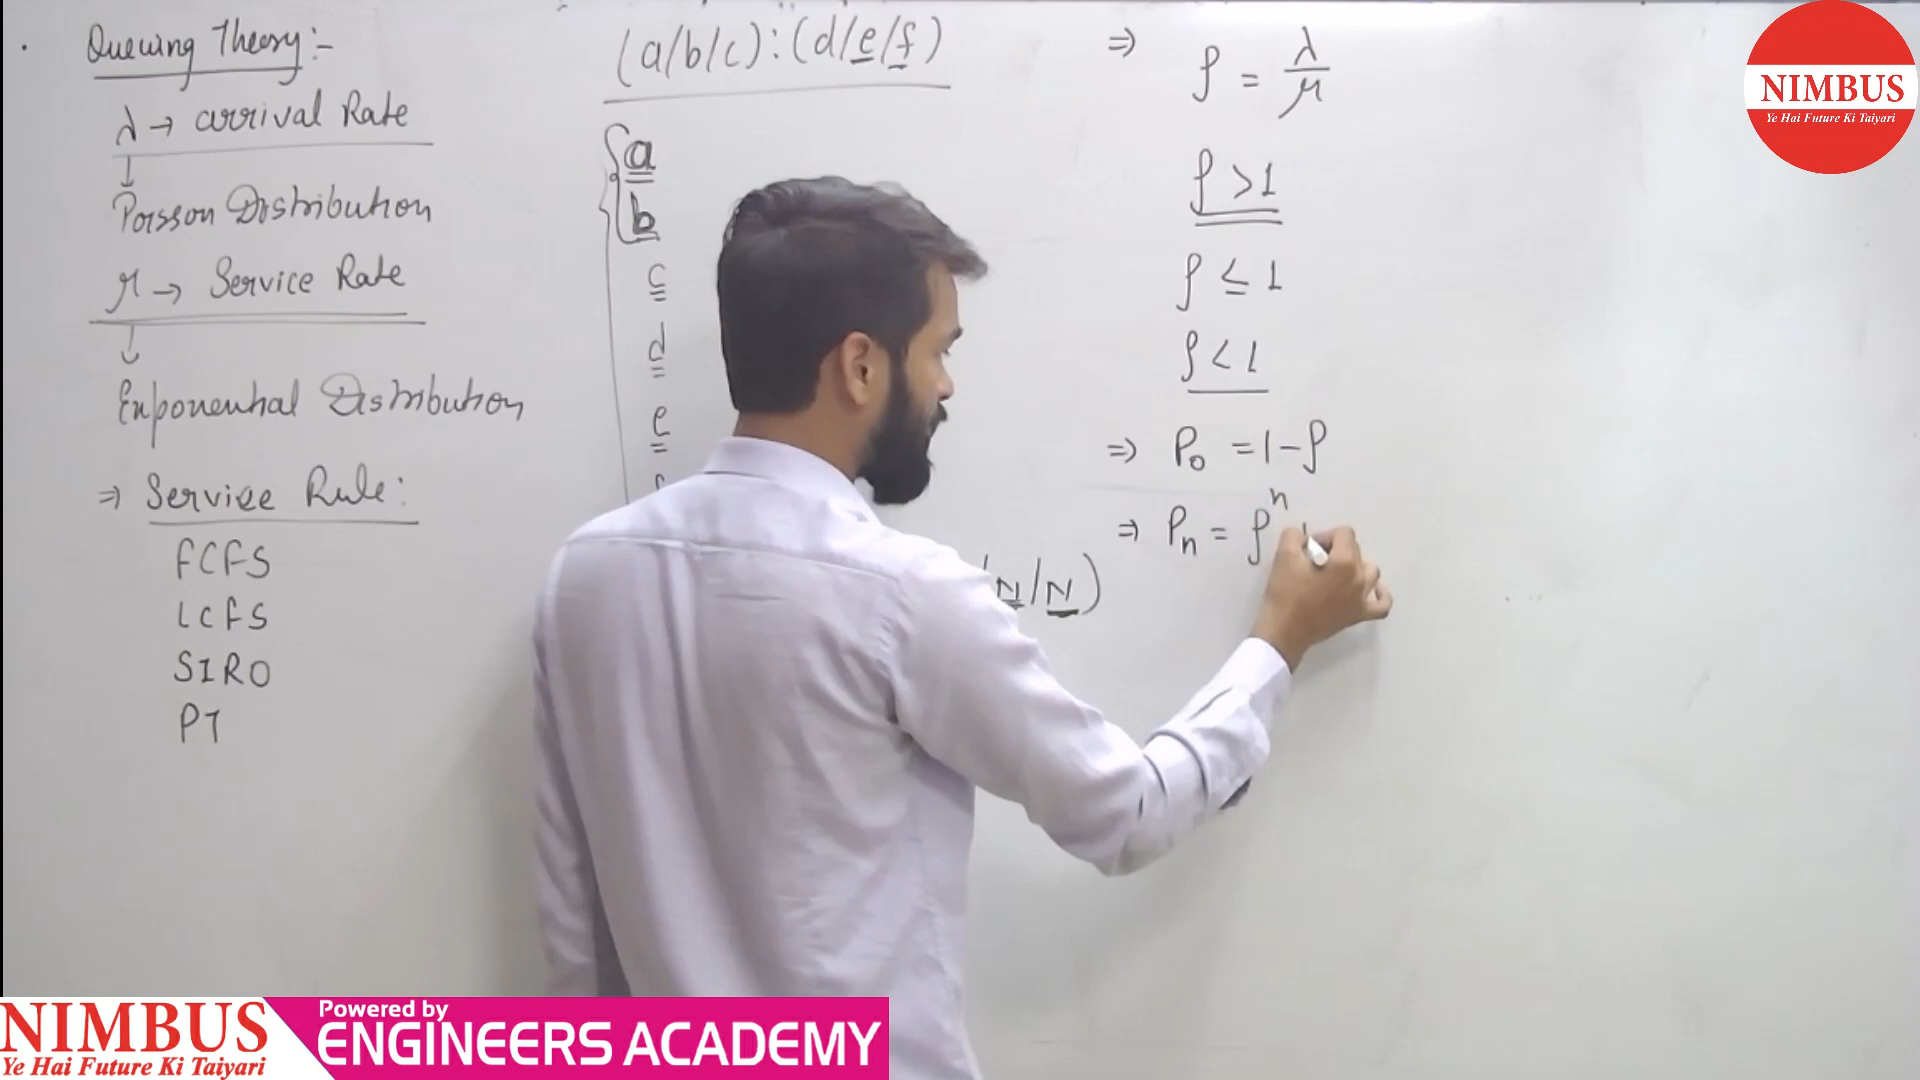 Queuing Theory:-
λ → arrival Rate
↓
Poisson Distribution
μ → Service Rate
↓
Exponential Distribution
⇒ Service Rule:
FCFS
LCFS
SIRO
PT
(a/b/c):(d/e/f)
a
b
c
d
e
/N/N)
⇒ ρ = λ/μ
ρ >1
ρ ≤ 1
ρ < 1
⇒ P₀ = 1-ρ
⇒ Pₙ = ρⁿ
NIMBUS
Ye Hai Future Ki Taiyari
NIMBUS
Ye Hai Future Ki Taiyari
Powered by
ENGINEERS ACADEMY